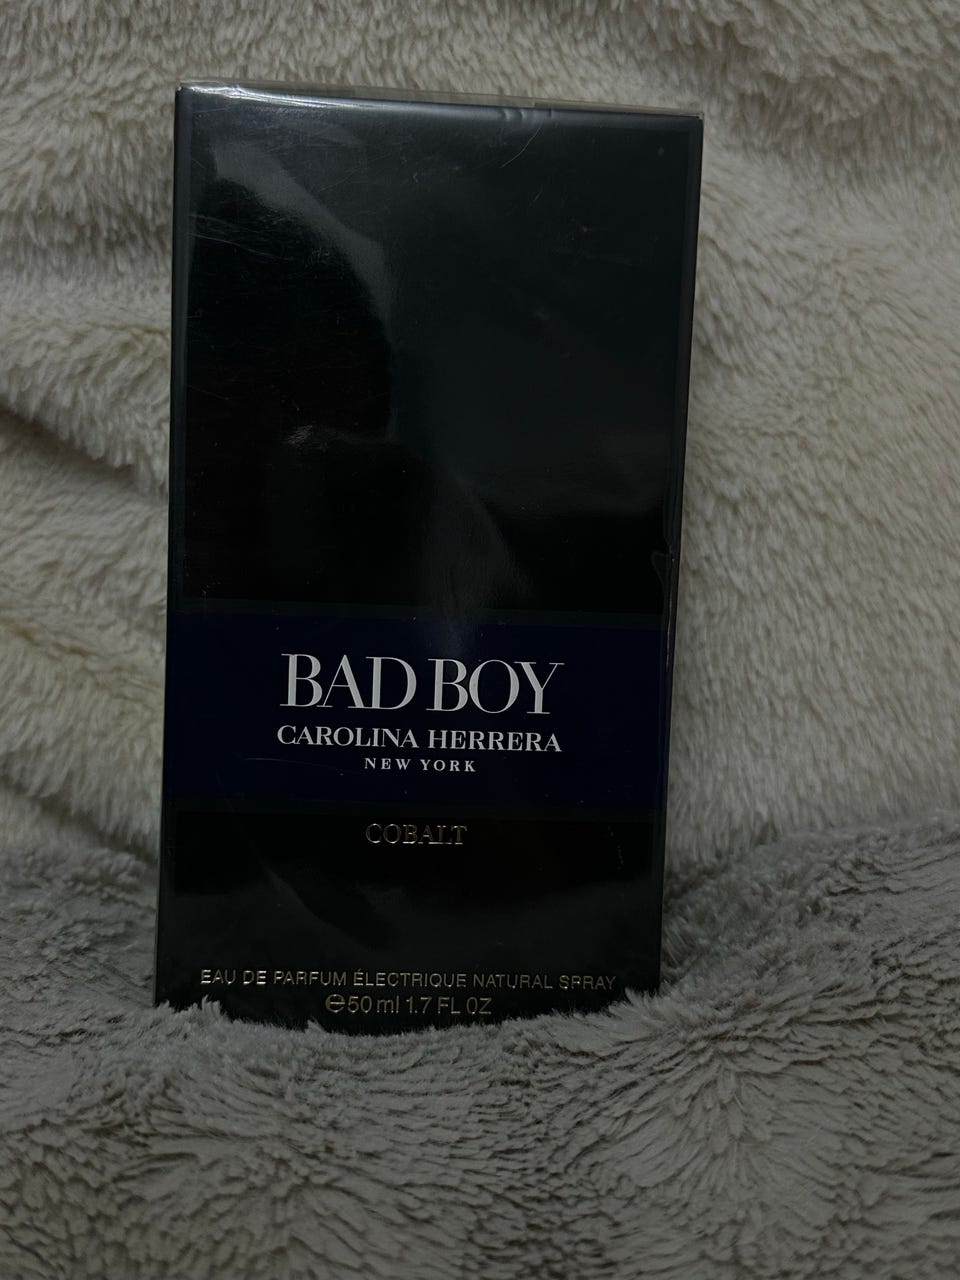 BAD BOY
CAROLINA HERRERA
NEW YORK
COBALT
EAU DE PARFUM ÉLECTRIQUE NATURAL SPRAY
℮50 ml 1.7 FL OZ